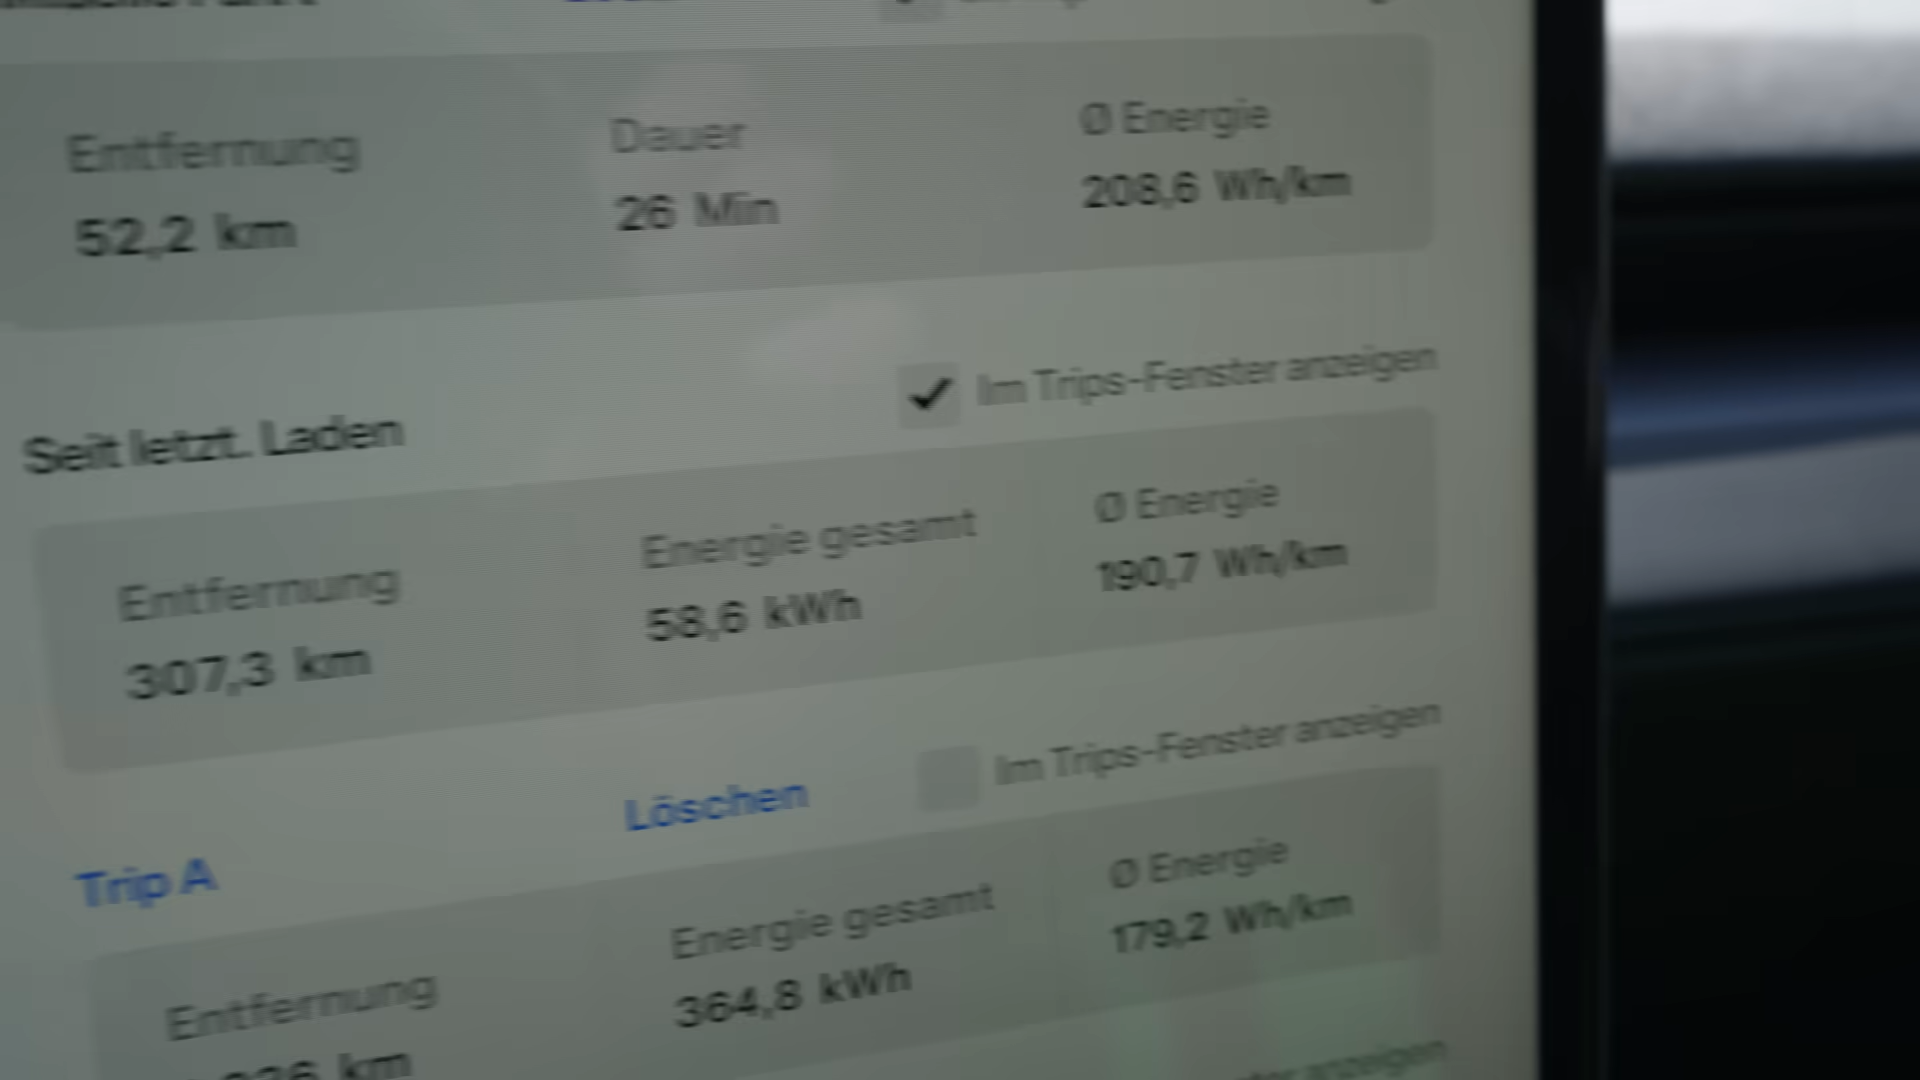 Entfernung
52,2 km
Dauer
26 Min
Ø Energie
208,6 Wh/km
Seit letzt. Laden
Im Trips-Fenster anzeigen
Entfernung
307,3 km
Energie gesamt
58,6 kWh
Ø Energie
190,7 Wh/km
Trip A
Löschen
Im Trips-Fenster anzeigen
Entfernung
km
Energie gesamt
364,8 kWh
Ø Energie
179,2 Wh/km
anzeigen